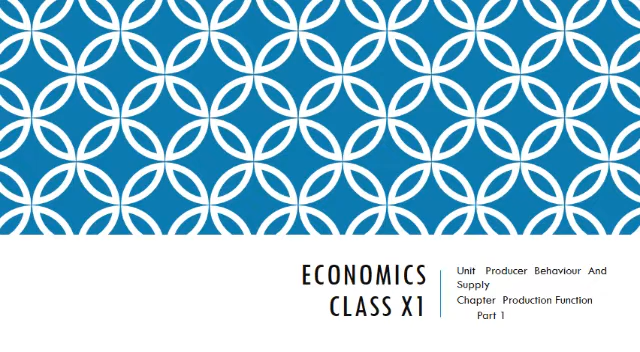 ECONOMICS
CLASS X1
Unit Producer Behaviour And
Supply
Chapter Production Function
Part 1